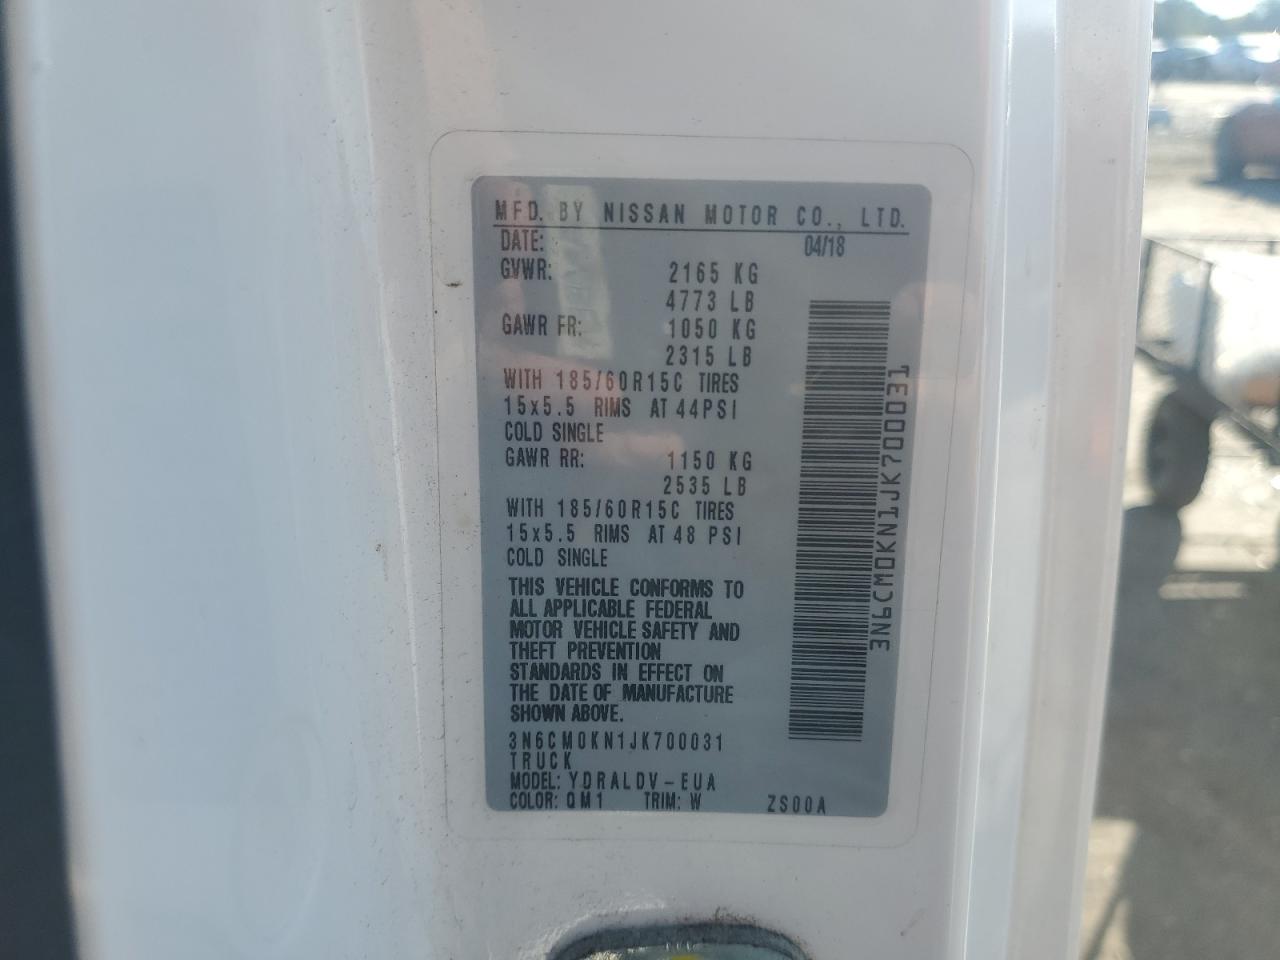 MFD. BY NISSAN MOTOR CO., LTD.
DATE: 04/18
GVWR: 2165 KG
4773 LB
GAWR FR: 1050 KG
2315 LB
WITH 185/60R15C TIRES
15x5.5 RIMS AT 44PSI
COLD SINGLE
GAWR RR: 1150 KG
2535 LB
WITH 185/60R15C TIRES
15x5.5 RIMS AT 48 PSI
COLD SINGLE
THIS VEHICLE CONFORMS TO
ALL APPLICABLE FEDERAL
MOTOR VEHICLE SAFETY AND
THEFT PREVENTION
STANDARDS IN EFFECT ON
THE DATE OF MANUFACTURE
SHOWN ABOVE.
3N6CM0KN1JK700031
TRUCK
MODEL: YDRALDV-EUA
COLOR: QM1 TRIM: W ZS00A
3N6CM0KN1JK700031